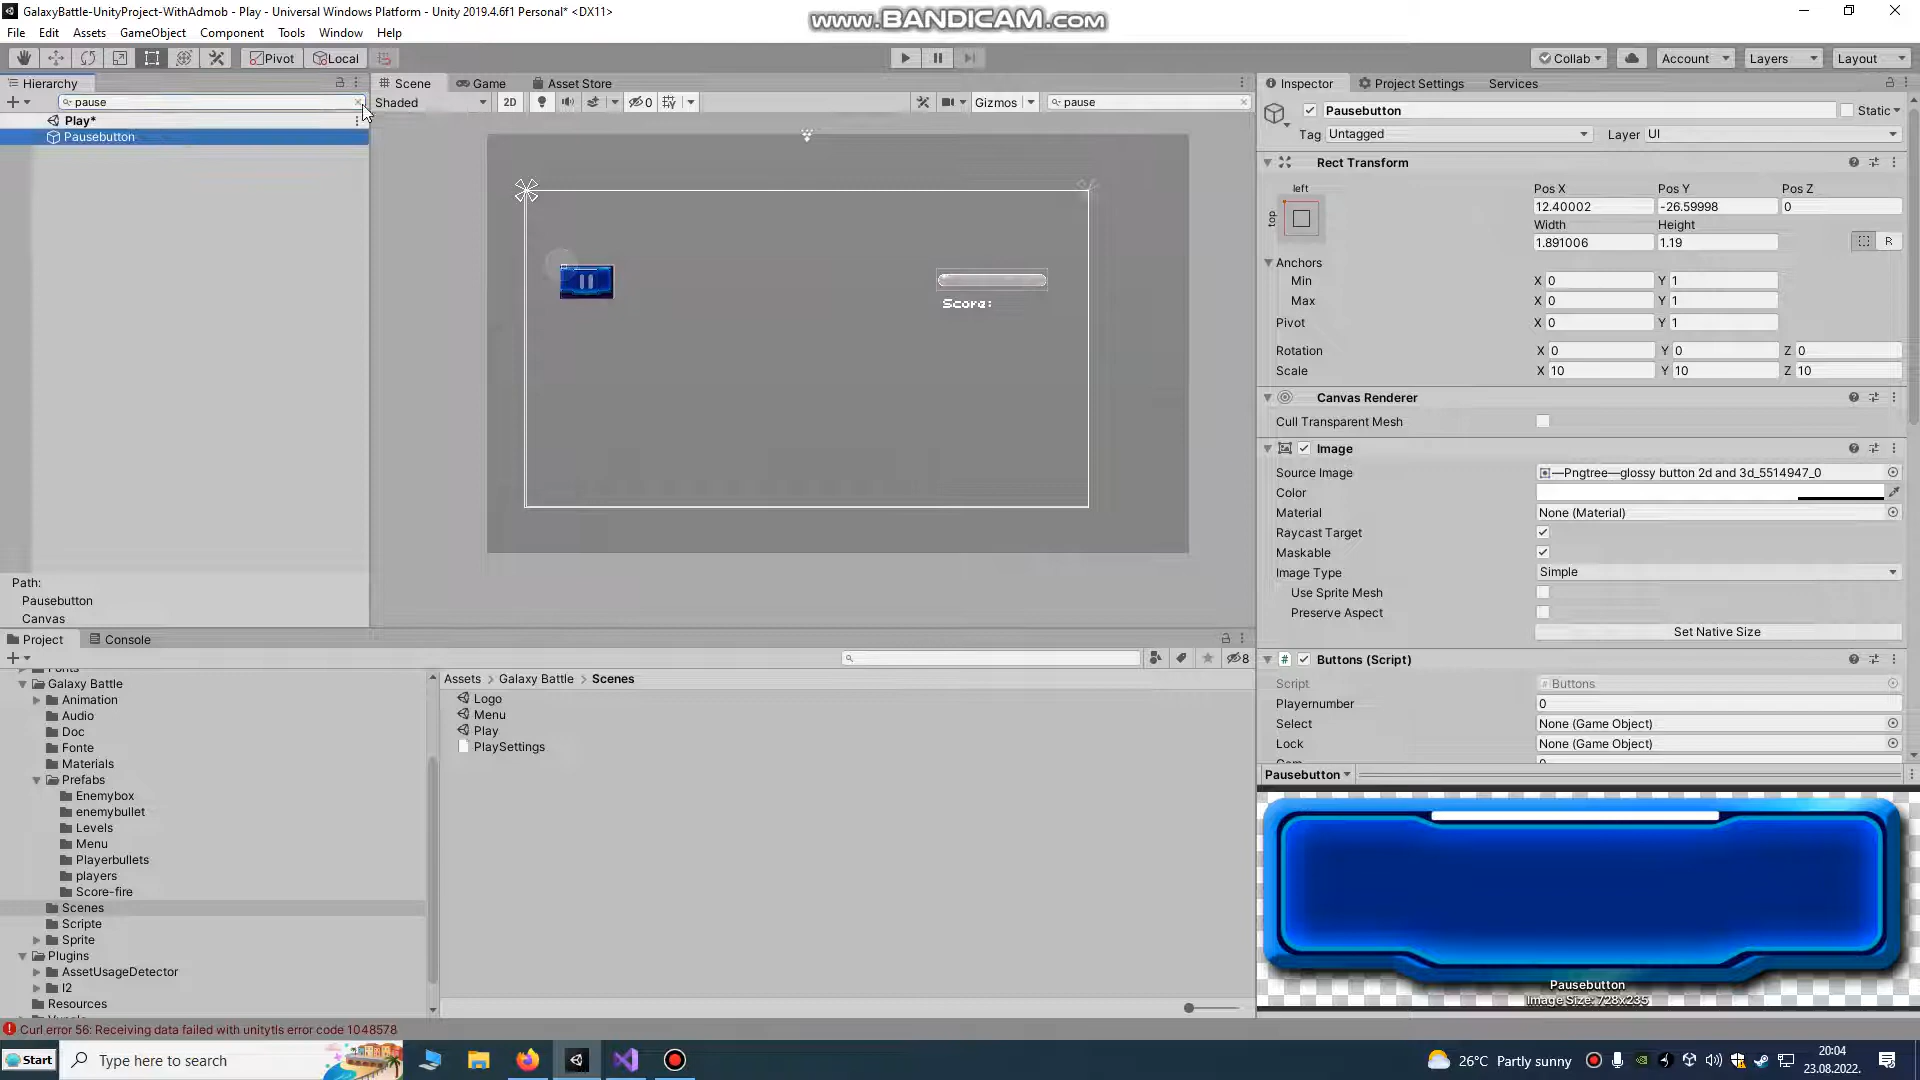 GalaxyBattle-UnityProject-WithAdmob - Play - Universal Windows Platform - Unity 2019.4.6f1 Personal* <DX11>
www.BANDICAM.com
File Edit Assets GameObject Component Tools Window Help
Pivot Local Collab Account Layers Layout
Hierarchy Scene Game Asset Store Inspector Project Settings Services
pause Shaded 2D 0 Gizmos pause
Play*
Pausebutton
Score:
Path:
Pausebutton
Canvas
Pausebutton Static
Tag Untagged Layer UI
Rect Transform
left
top
Pos X Pos Y Pos Z
12.40002 -26.59998 0
Width Height
1.891006 1.19 R
Anchors
Min X 0 Y 1
Max X 0 Y 1
Pivot X 0 Y 1
Rotation X 0 Y 0 Z 0
Scale X 10 Y 10 Z 10
Canvas Renderer
Cull Transparent Mesh
Image
Source Image —Pngtree—glossy button 2d and 3d_5514947_0
Color
Material None (Material)
Raycast Target
Maskable
Image Type Simple
Use Sprite Mesh
Preserve Aspect
Set Native Size
Buttons (Script)
Script Buttons
Playernumber 0
Select None (Game Object)
Lock None (Game Object)
Pausebutton
Pausebutton
Image Size: 728x235
Project Console
8
Galaxy Battle
Animation
Audio
Doc
Fonte
Materials
Prefabs
Enemybox
enemybullet
Levels
Menu
Playerbullets
players
Score-fire
Scenes
Scripte
Sprite
Plugins
AssetUsageDetector
I2
Resources
Assets > Galaxy Battle > Scenes
Logo
Menu
Play
PlaySettings
Curl error 56: Receiving data failed with unitytls error code 1048578
Start Type here to search 26°C Partly sunny 20:04
23.08.2022.